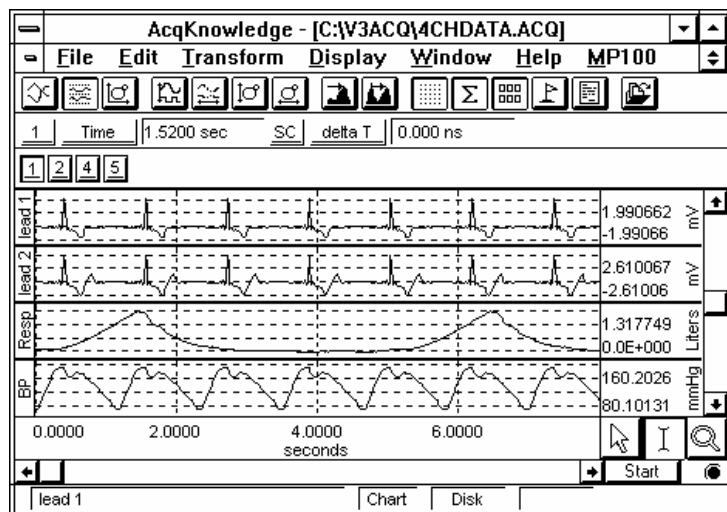 AcqKnowledge - [C:\V3ACQ\4CHDATA.ACQ]
File Edit Transform Display Window Help MP100
1 Time 1.5200 sec SC delta T 0.000 ns
1 2 4 5
lead 1
1.990662
-1.99066
mV
lead 2
2.610067
-2.61006
mV
Resp
1.317749
0.0E+000
Liters
BP
160.2026
80.10131
mmHg
0.0000 2.0000 4.0000 6.0000
seconds
Start
lead 1 Chart Disk